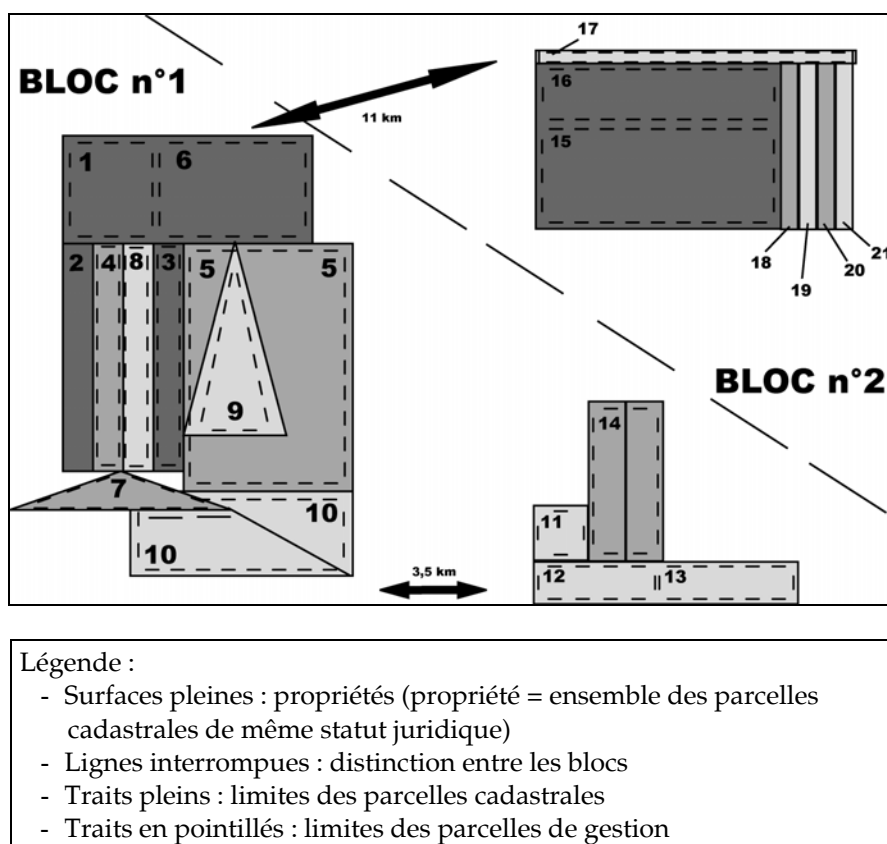 17
BLOC n°1
16
11 km
15
1 6
2 4 8 3 5 5
18
19
20
21
9
BLOC n°2
7
14
10
11
10
3,5 km
12 13
Légende :
- Surfaces pleines : propriétés (propriété = ensemble des parcelles
cadastrales de même statut juridique)
- Lignes interrompues : distinction entre les blocs
- Traits pleins : limites des parcelles cadastrales
- Traits en pointillés : limites des parcelles de gestion